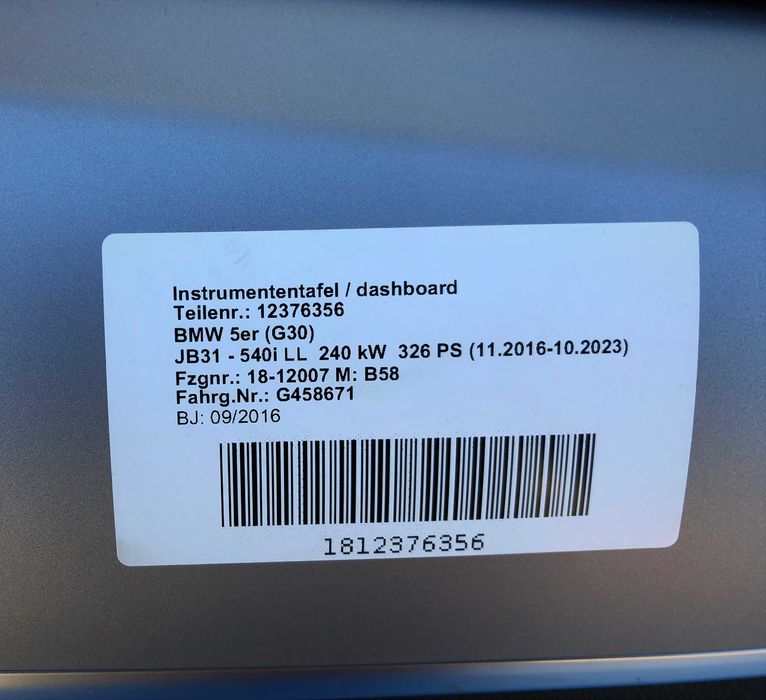 Instrumententafel / dashboard
Teilenr.: 12376356
BMW 5er (G30)
JB31 - 540i LL 240 kW 326 PS (11.2016-10.2023)
Fzgnr.: 18-12007 M: B58
Fahrg.Nr.: G458671
BJ: 09/2016
1812376356